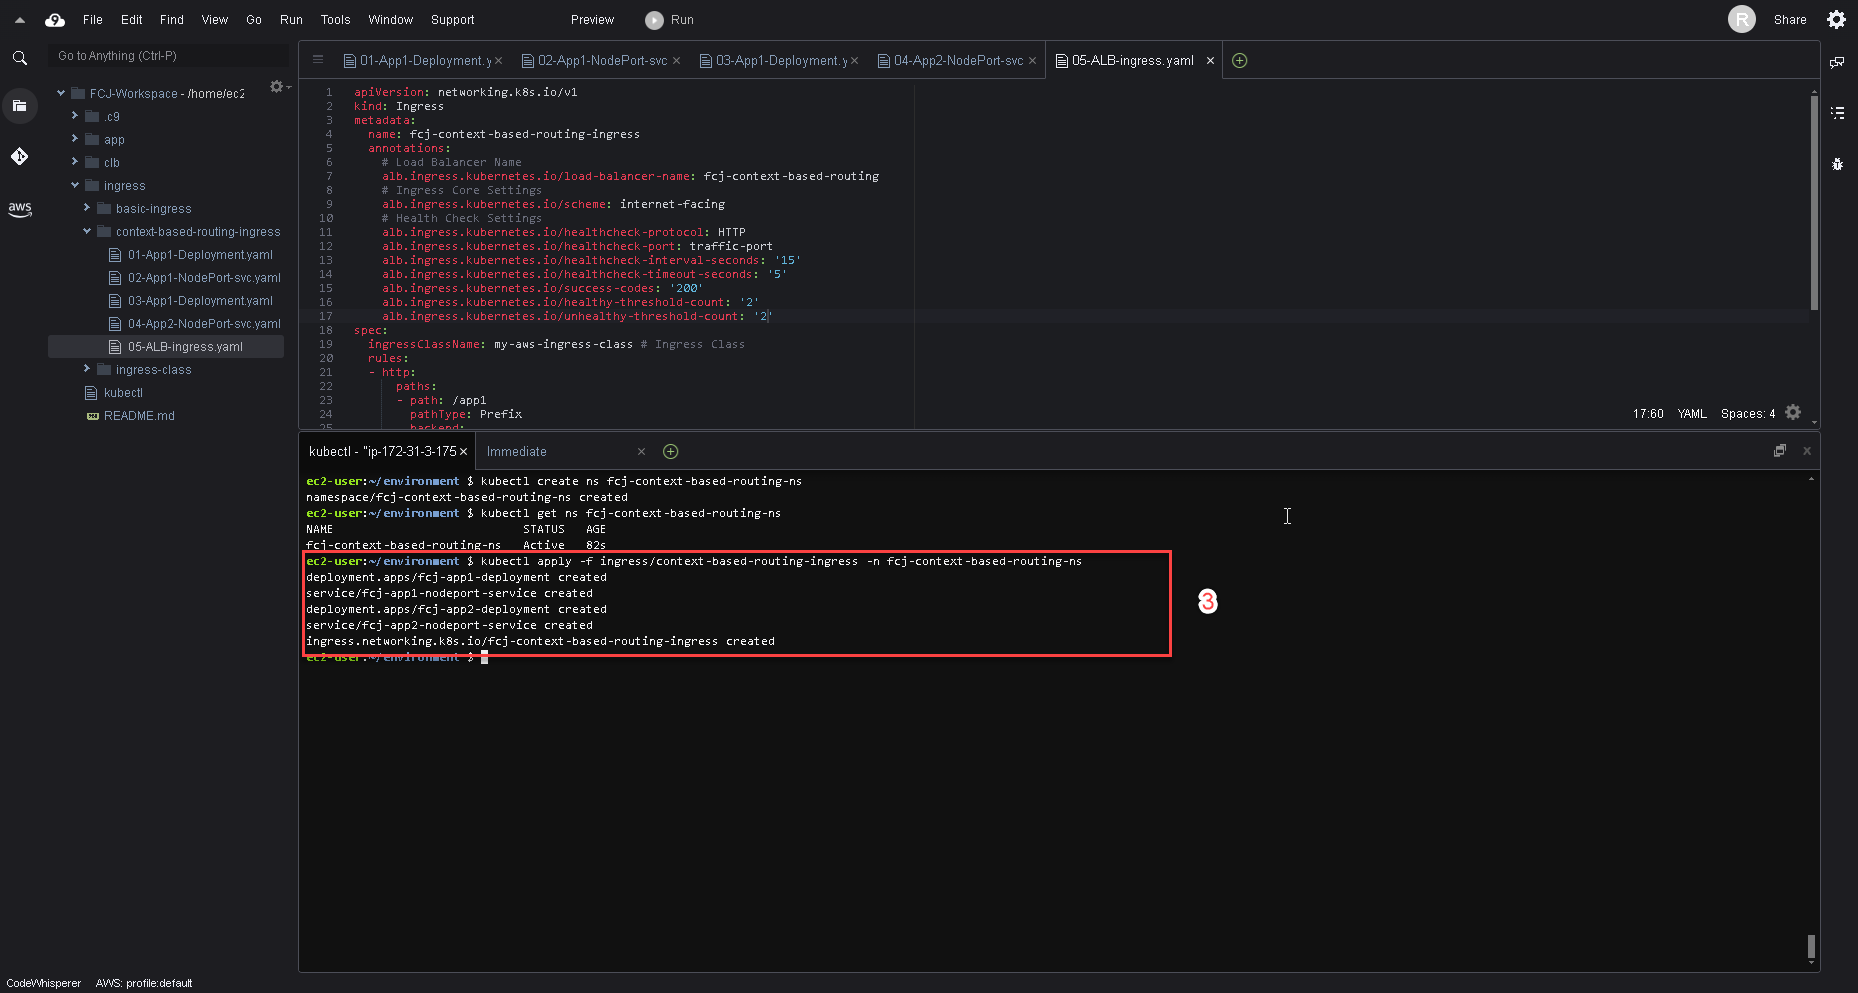 File Edit Find View Go Run Tools Window Support Preview Run R Share
Go to Anything (Ctrl-P)
FCJ-Workspace - /home/ec2
.c9
app
clb
ingress
basic-ingress
context-based-routing-ingress
01-App1-Deployment.yaml
02-App1-NodePort-svc.yaml
03-App1-Deployment.yaml
04-App2-NodePort-svc.yaml
05-ALB-ingress.yaml
ingress-class
kubectl
README.md
aws
01-App1-Deployment.y 02-App1-NodePort-svc 03-App1-Deployment.y 04-App2-NodePort-svc 05-ALB-ingress.yaml
1 apiVersion: networking.k8s.io/v1
2 kind: Ingress
3 metadata:
4 name: fcj-context-based-routing-ingress
5 annotations:
6 # Load Balancer Name
7 alb.ingress.kubernetes.io/load-balancer-name: fcj-context-based-routing
8 # Ingress Core Settings
9 alb.ingress.kubernetes.io/scheme: internet-facing
10 # Health Check Settings
11 alb.ingress.kubernetes.io/healthcheck-protocol: HTTP
12 alb.ingress.kubernetes.io/healthcheck-port: traffic-port
13 alb.ingress.kubernetes.io/healthcheck-interval-seconds: '15'
14 alb.ingress.kubernetes.io/healthcheck-timeout-seconds: '5'
15 alb.ingress.kubernetes.io/success-codes: '200'
16 alb.ingress.kubernetes.io/healthy-threshold-count: '2'
17 alb.ingress.kubernetes.io/unhealthy-threshold-count: '2'
18 spec:
19 ingressClassName: my-aws-ingress-class # Ingress Class
20 rules:
21 - http:
22 paths:
23 - path: /app1
24 pathType: Prefix
25 backend:
17:60 YAML Spaces: 4
kubectl - "ip-172-31-3-175 Immediate
ec2-user:~/environment $ kubectl create ns fcj-context-based-routing-ns
namespace/fcj-context-based-routing-ns created
ec2-user:~/environment $ kubectl get ns fcj-context-based-routing-ns
NAME STATUS AGE
fcj-context-based-routing-ns Active 82s
ec2-user:~/environment $ kubectl apply -f ingress/context-based-routing-ingress -n fcj-context-based-routing-ns
deployment.apps/fcj-app1-deployment created
service/fcj-app1-nodeport-service created
deployment.apps/fcj-app2-deployment created
service/fcj-app2-nodeport-service created
ingress.networking.k8s.io/fcj-context-based-routing-ingress created
ec2-user:~/environment $
3
CodeWhisperer AWS: profile:default